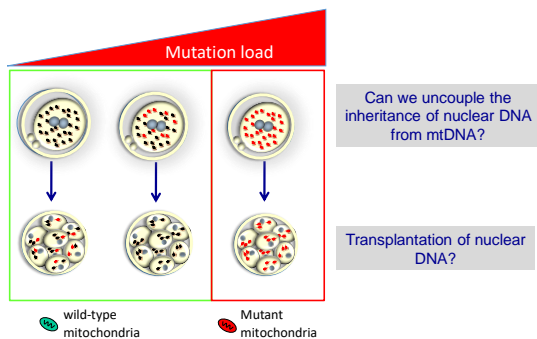 Mutation load
Can we uncouple the
inheritance of nuclear DNA
from mtDNA?
Transplantation of nuclear
DNA?
wild-type
mitochondria
Mutant
mitochondria